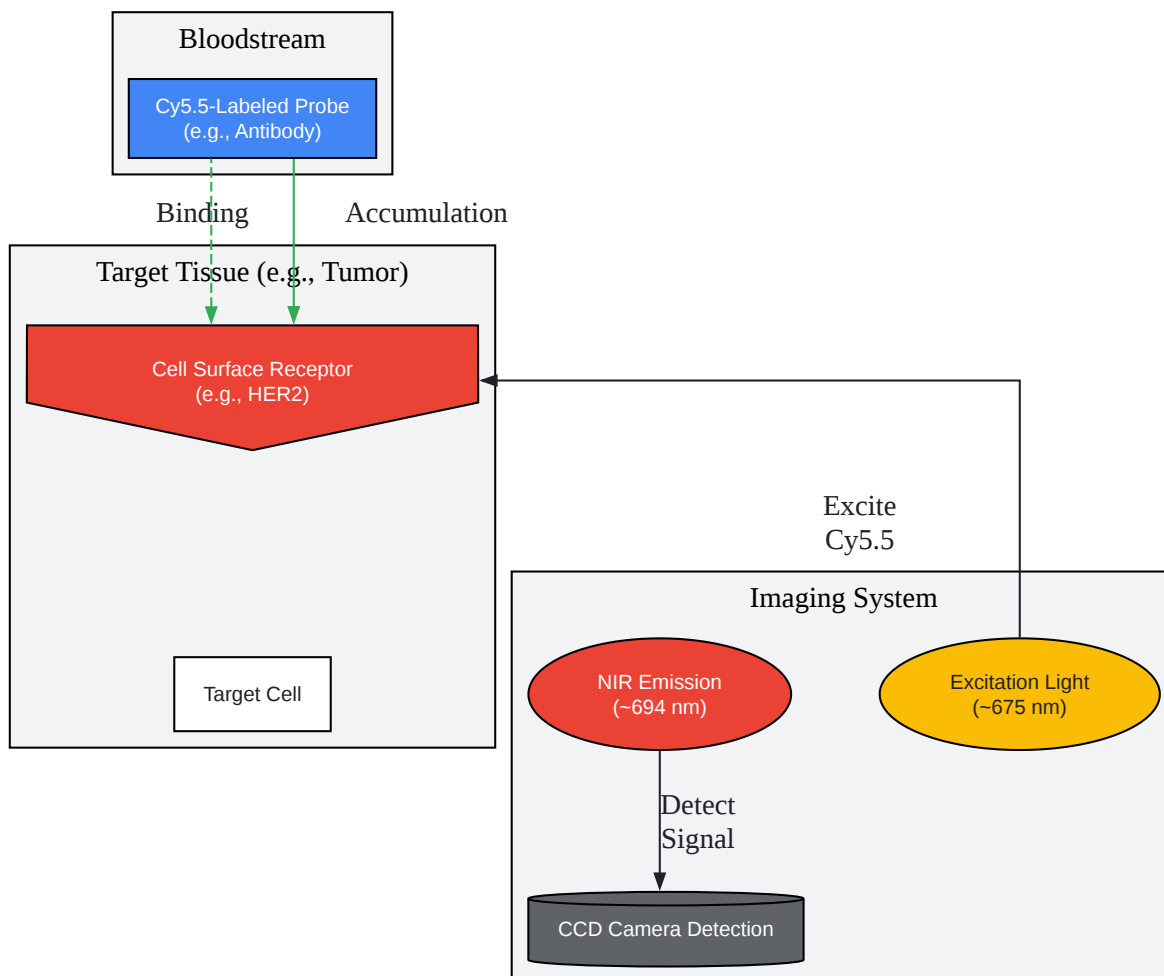 Bloodstream
Cy5.5-Labeled Probe
(e.g., Antibody)
Binding
Accumulation
Target Tissue (e.g., Tumor)
Cell Surface Receptor
(e.g., HER2)
Excite
Cy5.5
Imaging System
Target Cell
NIR Emission
(~694 nm)
Excitation Light
(~675 nm)
Detect
Signal
CCD Camera Detection